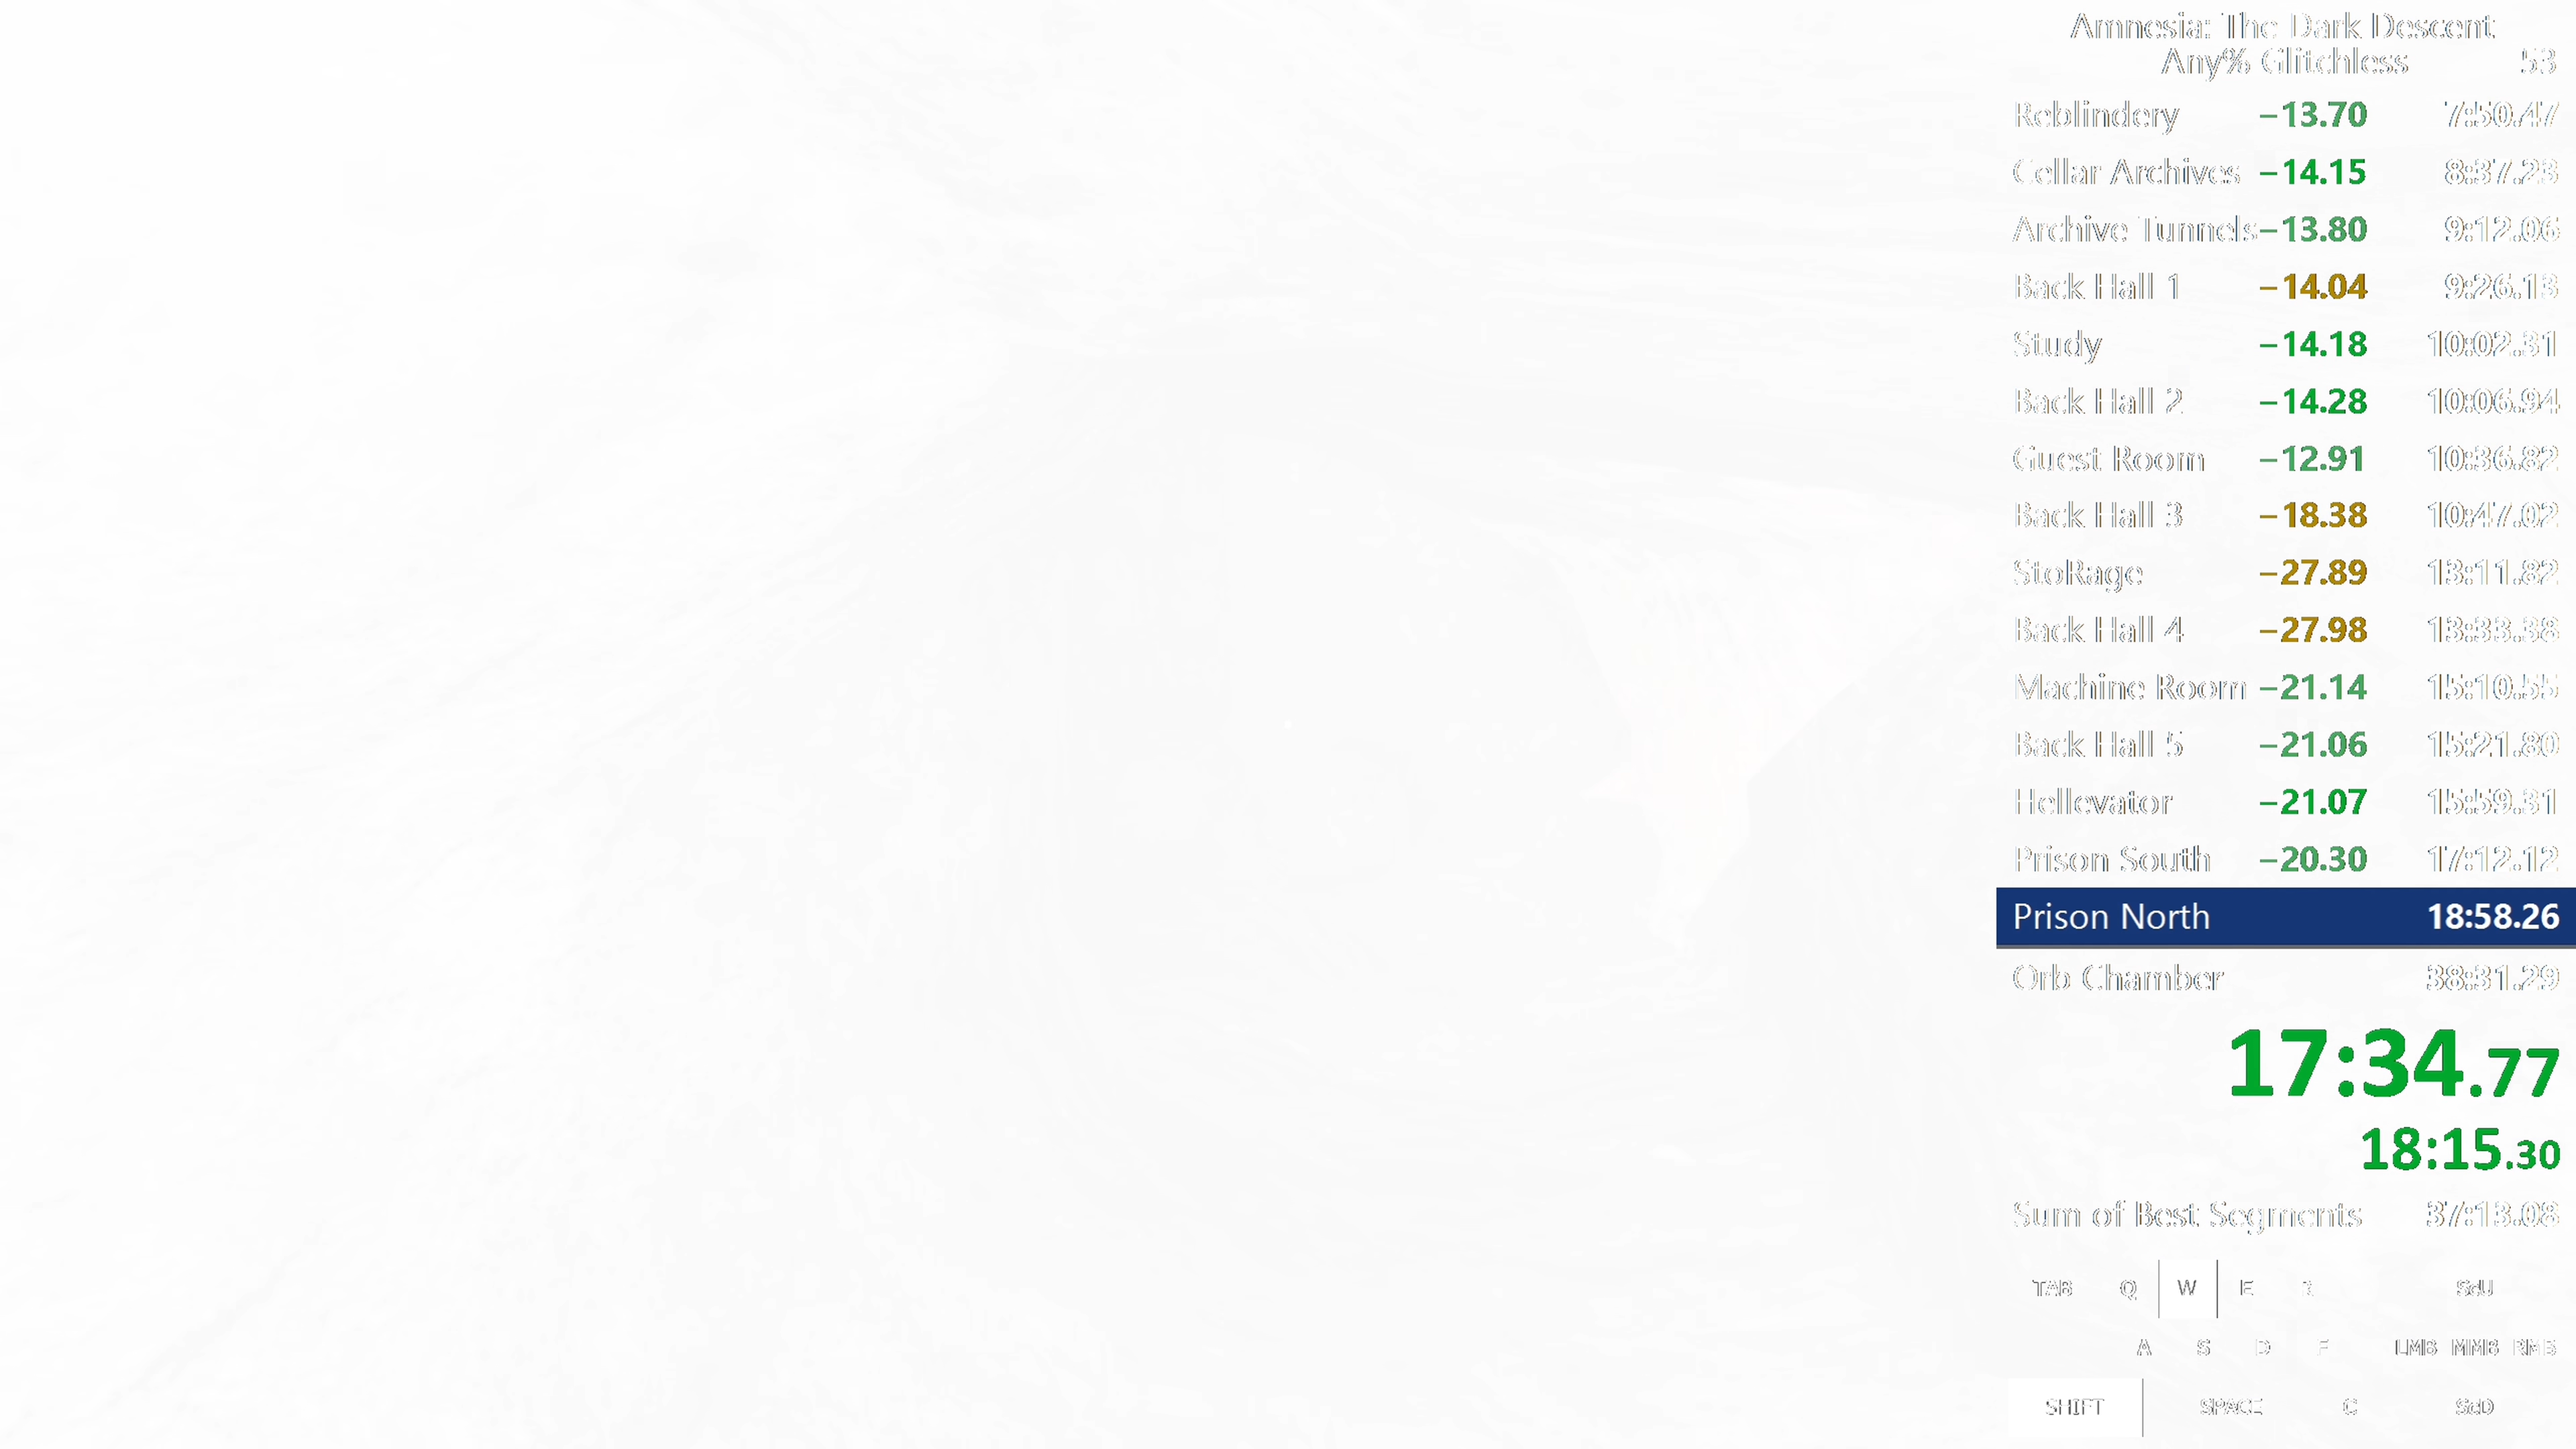 Amnesia: The Dark Descent
Any% Glitchless 53
Reblindery −13.70 7:50.47
Cellar Archives −14.15 8:37.23
Archive Tunnels −13.80 9:12.06
Back Hall 1 −14.04 9:26.13
Study −14.18 10:02.31
Back Hall 2 −14.28 10:06.94
Guest Room −12.91 10:36.82
Back Hall 3 −18.38 10:47.02
StoRage −27.89 13:11.82
Back Hall 4 −27.98 13:33.38
Machine Room −21.14 15:10.55
Back Hall 5 −21.06 15:21.80
Hellevator −21.07 15:59.31
Prison South −20.30 17:12.12
Prison North 18:58.26
Orb Chamber 38:31.29
17:34.77
18:15.30
Sum of Best Segments 37:13.08
TAB Q W E R ScU
A S D F LMB MMB RMB
SHIFT SPACE C ScD